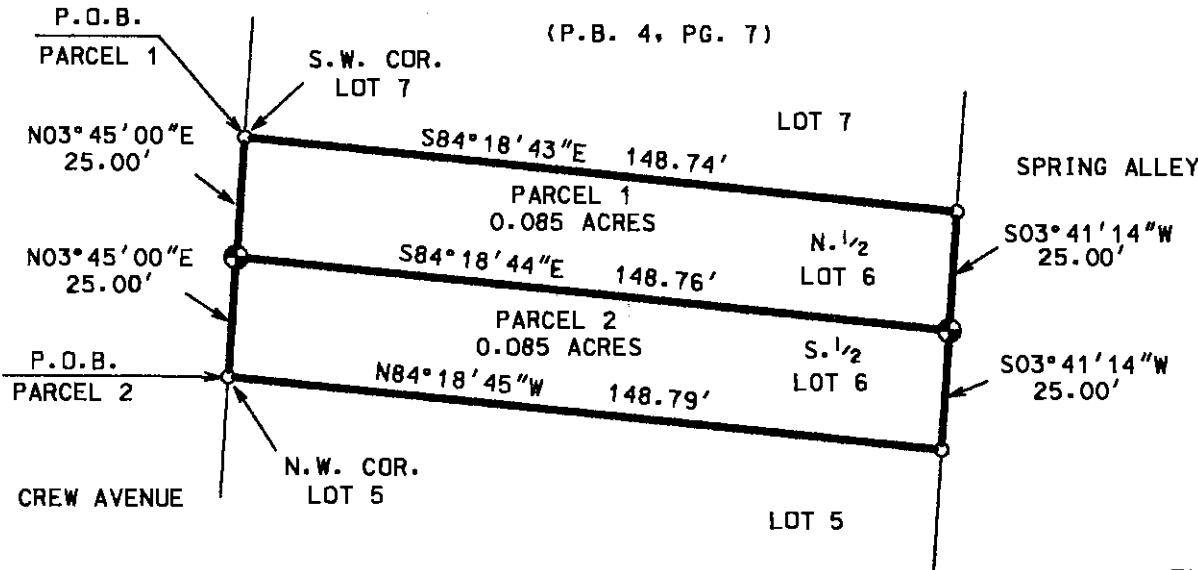 P.O.B.
PARCEL 1
(P.B. 4, PG. 7)
S.W. COR.
LOT 7
LOT 7
N03°45'00"E
25.00'
S84°18'43"E 148.74'
SPRING ALLEY
PARCEL 1
0.085 ACRES
N.1/2
LOT 6
S03°41'14"W
25.00'
N03°45'00"E
25.00'
S84°18'44"E 148.76'
PARCEL 2
0.085 ACRES
S.1/2
LOT 6
S03°41'14"W
25.00'
P.O.B.
PARCEL 2
N84°18'45"W 148.79'
N.W. COR.
LOT 5
CREW AVENUE
LOT 5